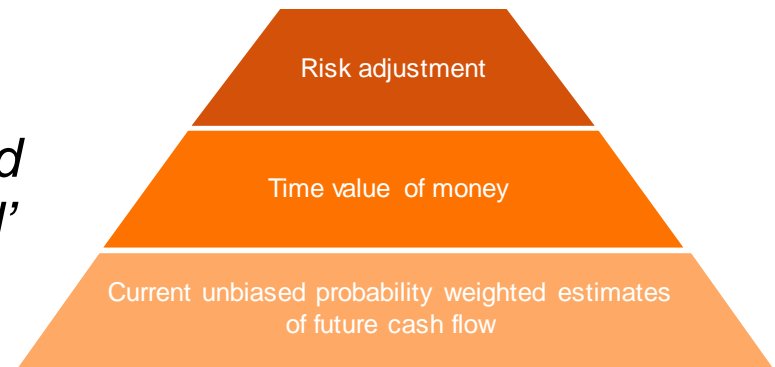 Risk adjustment
Time value of money
Current unbiased probability weighted estimates
of future cash flow